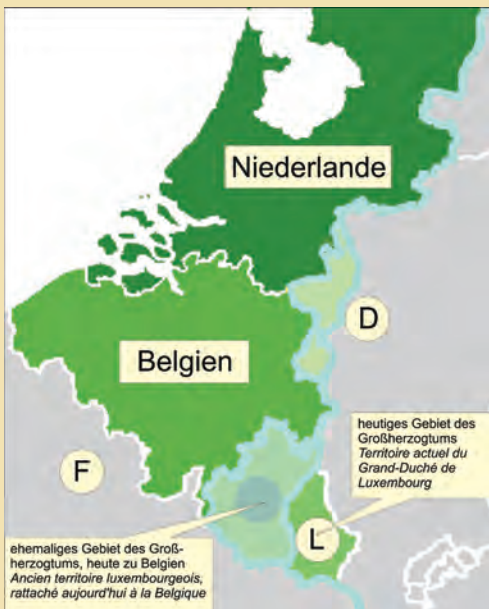 Niederlande
D
Belgien
heutiges Gebiet des
Großherzogtums
Territoire actuel du
Grand-Duché de
Luxembourg
F
L
ehemaliges Gebiet des Groß-
herzogtums, heute zu Belgien
Ancien territoire luxembourgeois,
rattaché aujourd'hui à la Belgique